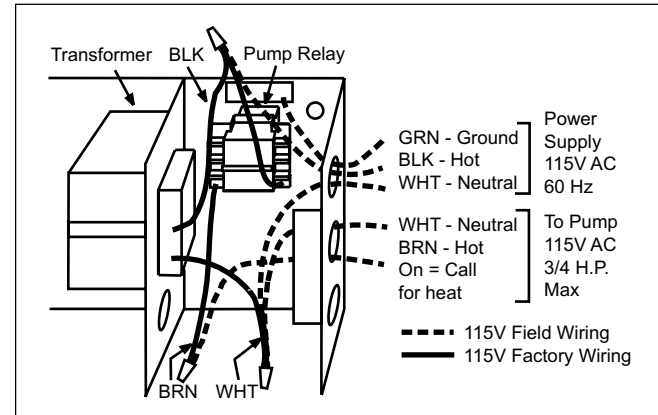 Transformer
BLK
Pump Relay
GRN - Ground
BLK - Hot
WHT - Neutral
Power
Supply
115V AC
60 Hz
WHT - Neutral
BRN - Hot
On = Call
for heat
To Pump
115V AC
3/4 H.P.
Max
115V Field Wiring
115V Factory Wiring
BRN
WHT